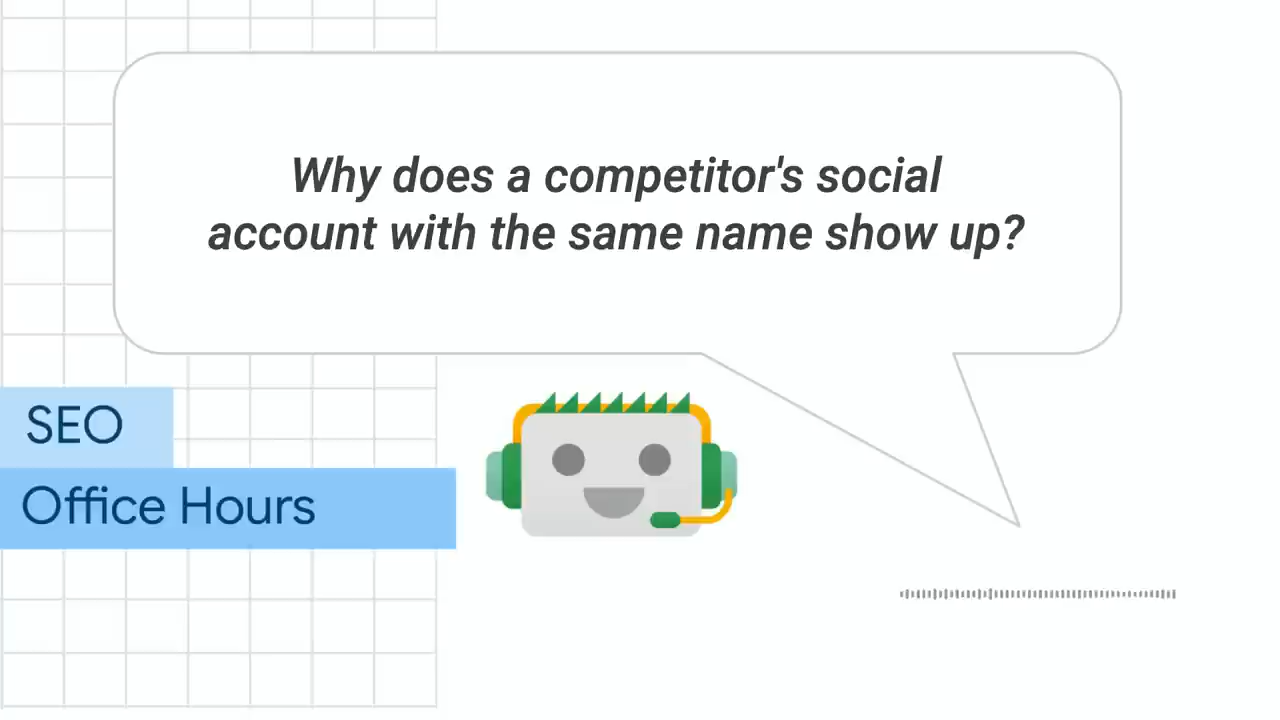 Why does a competitor's social
account with the same name show up?
SEO
Office Hours